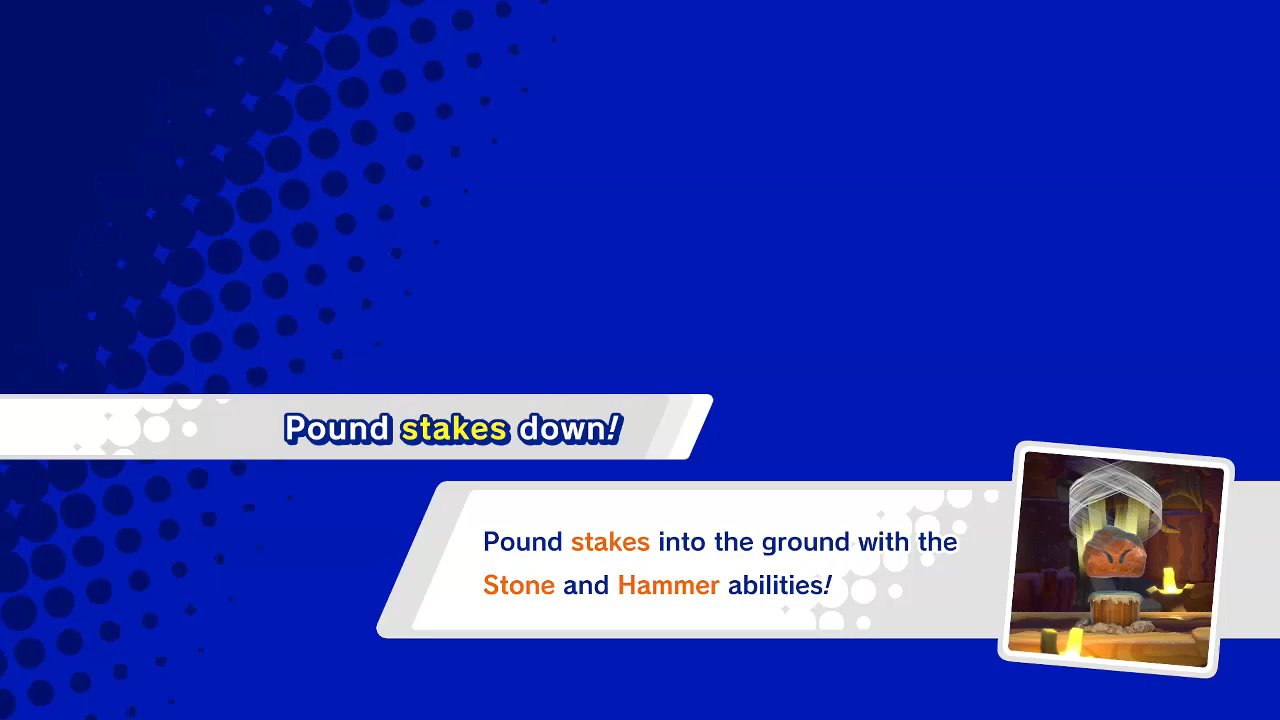 Pound stakes down!
Pound stakes into the ground with the
Stone and Hammer abilities!